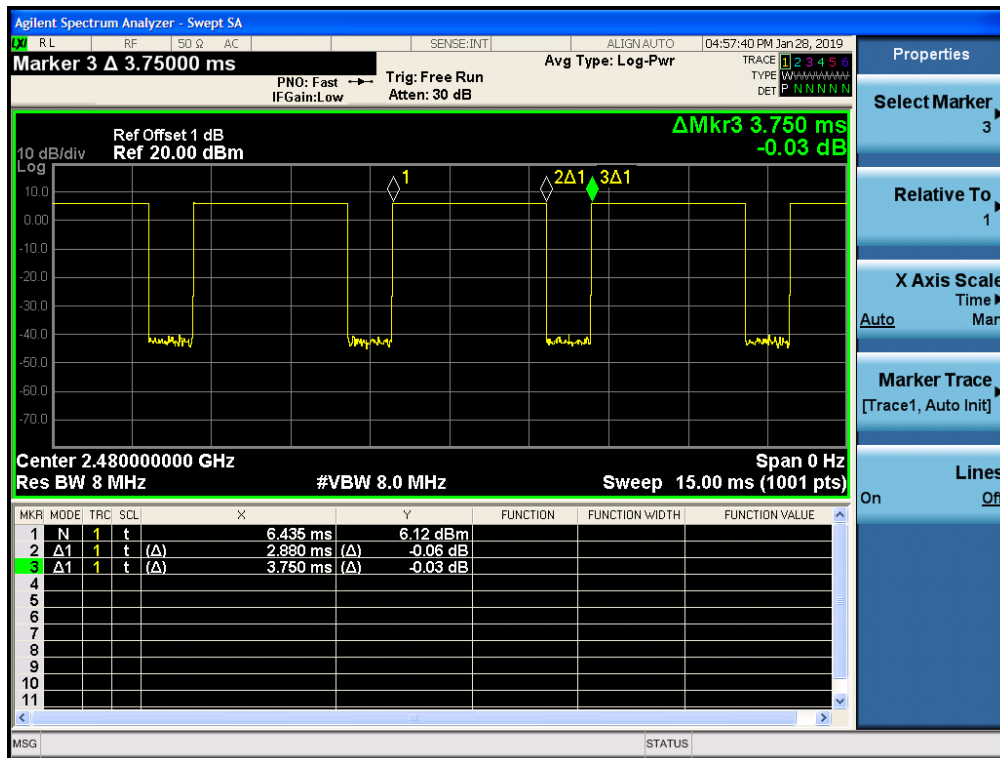 Agilent Spectrum Analyzer - Swept SA
LXI RL RF 50 Ω AC SENSE:INT ALIGN AUTO 04:57:40 PM Jan 28, 2019
Marker 3 Δ 3.75000 ms
PNO: Fast
IFGain:Low
Trig: Free Run
Atten: 30 dB
Avg Type: Log-Pwr
TRACE 1 2 3 4 5 6
TYPE W
DET P N N N N N
ΔMkr3 3.750 ms
-0.03 dB
Ref Offset 1 dB
10 dB/div Ref 20.00 dBm
Log
10.0
0.00
-10.0
-20.0
-30.0
-40.0
-50.0
-60.0
-70.0
1 2Δ1 3Δ1
Center 2.480000000 GHz Span 0 Hz
Res BW 8 MHz #VBW 8.0 MHz Sweep 15.00 ms (1001 pts)
MKR MODE TRC SCL X Y FUNCTION FUNCTION WIDTH FUNCTION VALUE
1 N 1 t 6.435 ms 6.12 dBm
2 Δ1 1 t (Δ) 2.880 ms (Δ) -0.06 dB
3 Δ1 1 t (Δ) 3.750 ms (Δ) -0.03 dB
4
5
6
7
8
9
10
11
MSG STATUS
Properties
Select Marker
3
Relative To
1
X Axis Scale
Time
Auto Man
Marker Trace
[Trace1, Auto Init]
Lines
On Off